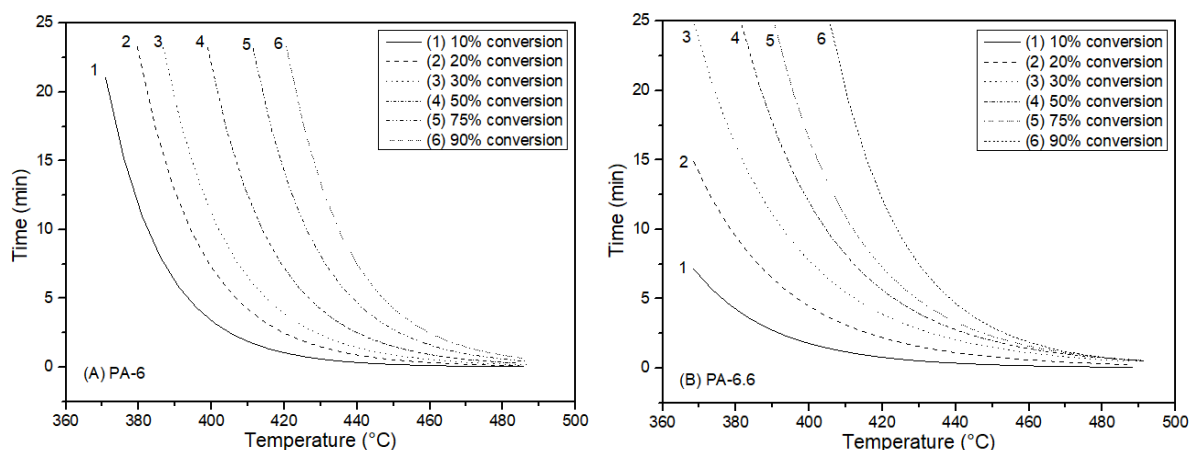 25
20
15
10
5
0
Time (min)
1
2
3
4
5
6
(1) 10% conversion
(2) 20% conversion
(3) 30% conversion
(4) 50% conversion
(5) 75% conversion
(6) 90% conversion
(A) PA-6
360 380 400 420 440 460 480 500
Temperature (°C)
25
20
15
10
5
0
Time (min)
3
4
5
6
2
1
(1) 10% conversion
(2) 20% conversion
(3) 30% conversion
(4) 50% conversion
(5) 75% conversion
(6) 90% conversion
(B) PA-6.6
360 380 400 420 440 460 480 500
Temperature (°C)